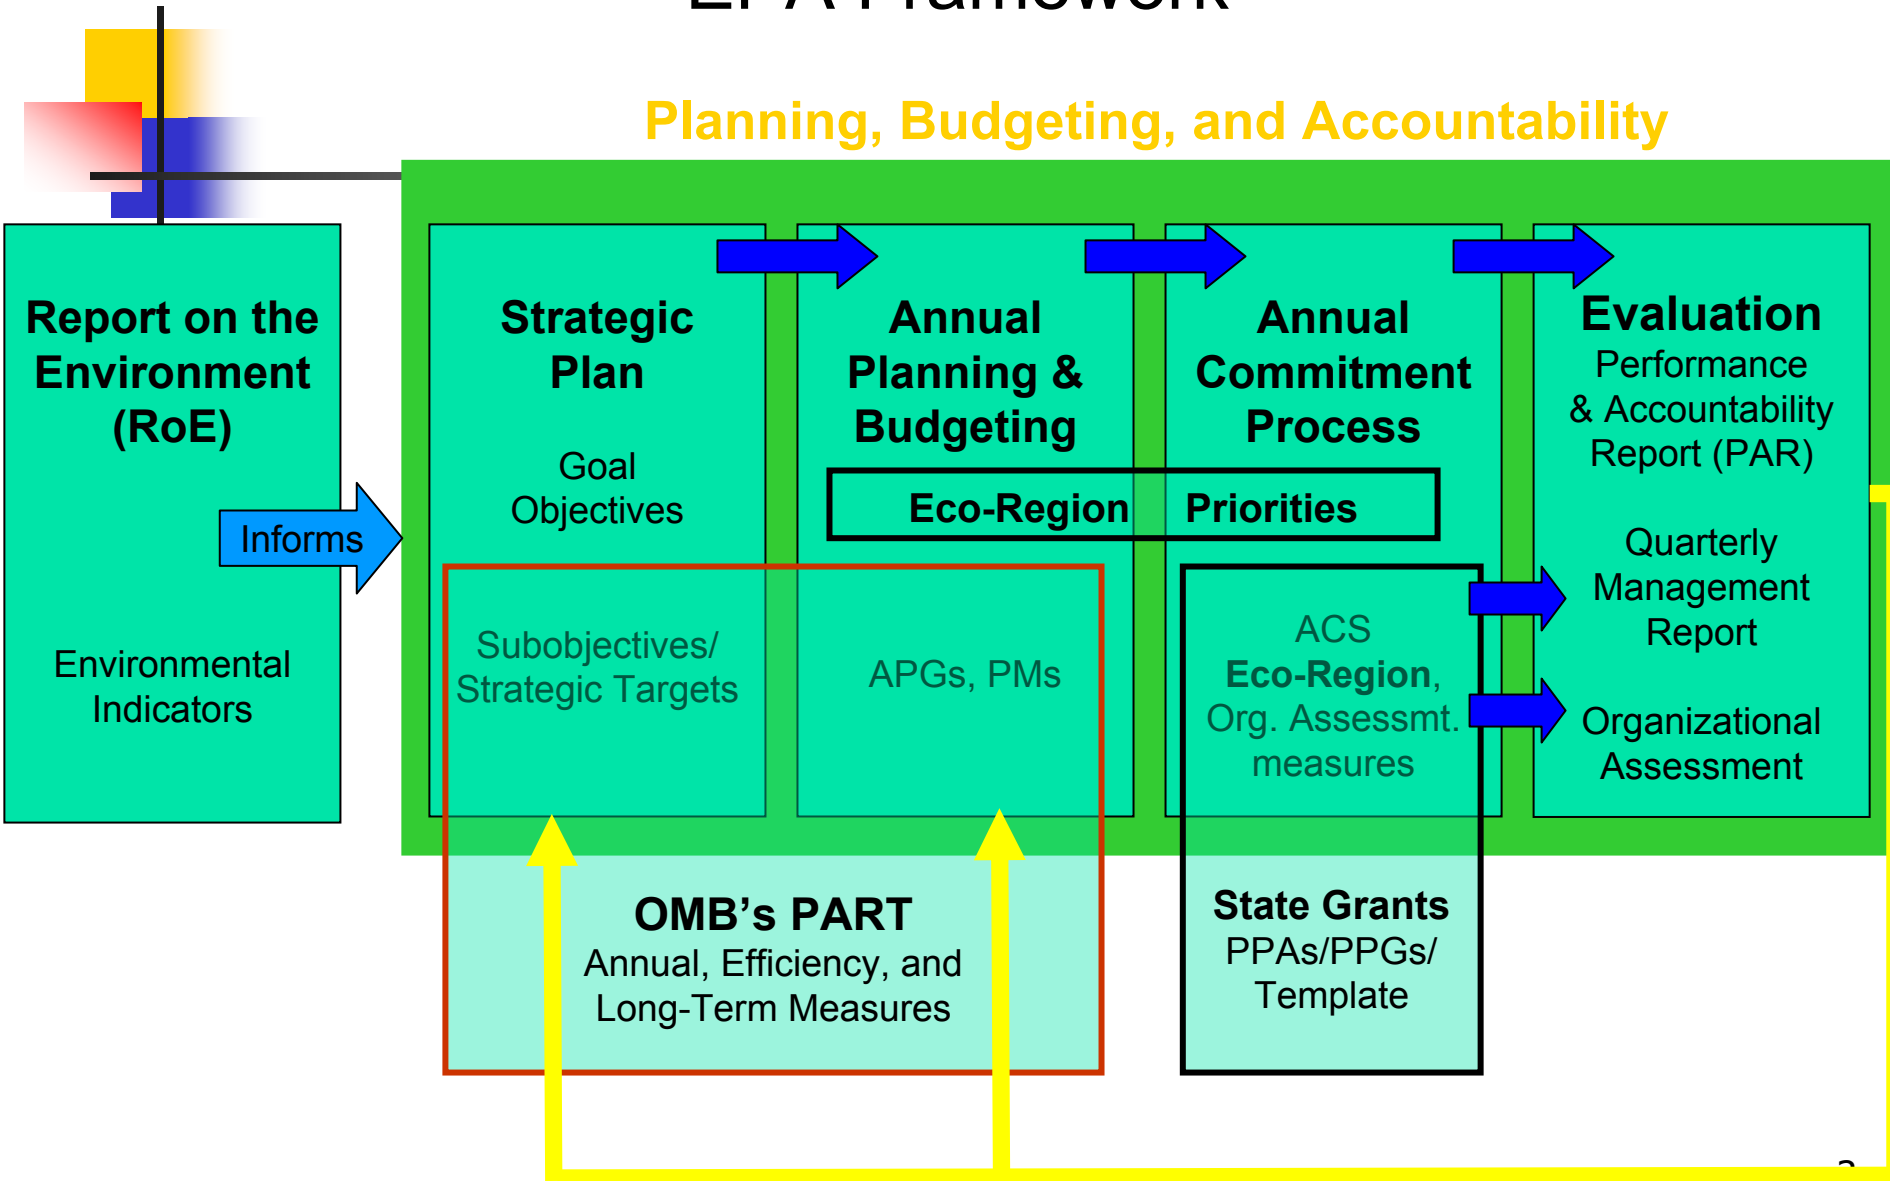 EPA Framework
Planning, Budgeting, and Accountability
Report on the
Environment
(RoE)
Environmental
Indicators
Informs
Strategic
Plan
Goal
Objectives
Subobjectives/
Strategic Targets
Annual
Planning &
Budgeting
APGs, PMs
Annual
Commitment
Process
Eco-Region Priorities
ACS
Eco-Region,
Org. Assessmt.
measures
Evaluation
Performance
& Accountability
Report (PAR)
Quarterly
Management
Report
Organizational
Assessment
OMB’s PART
Annual, Efficiency, and
Long-Term Measures
State Grants
PPAs/PPGs/
Template